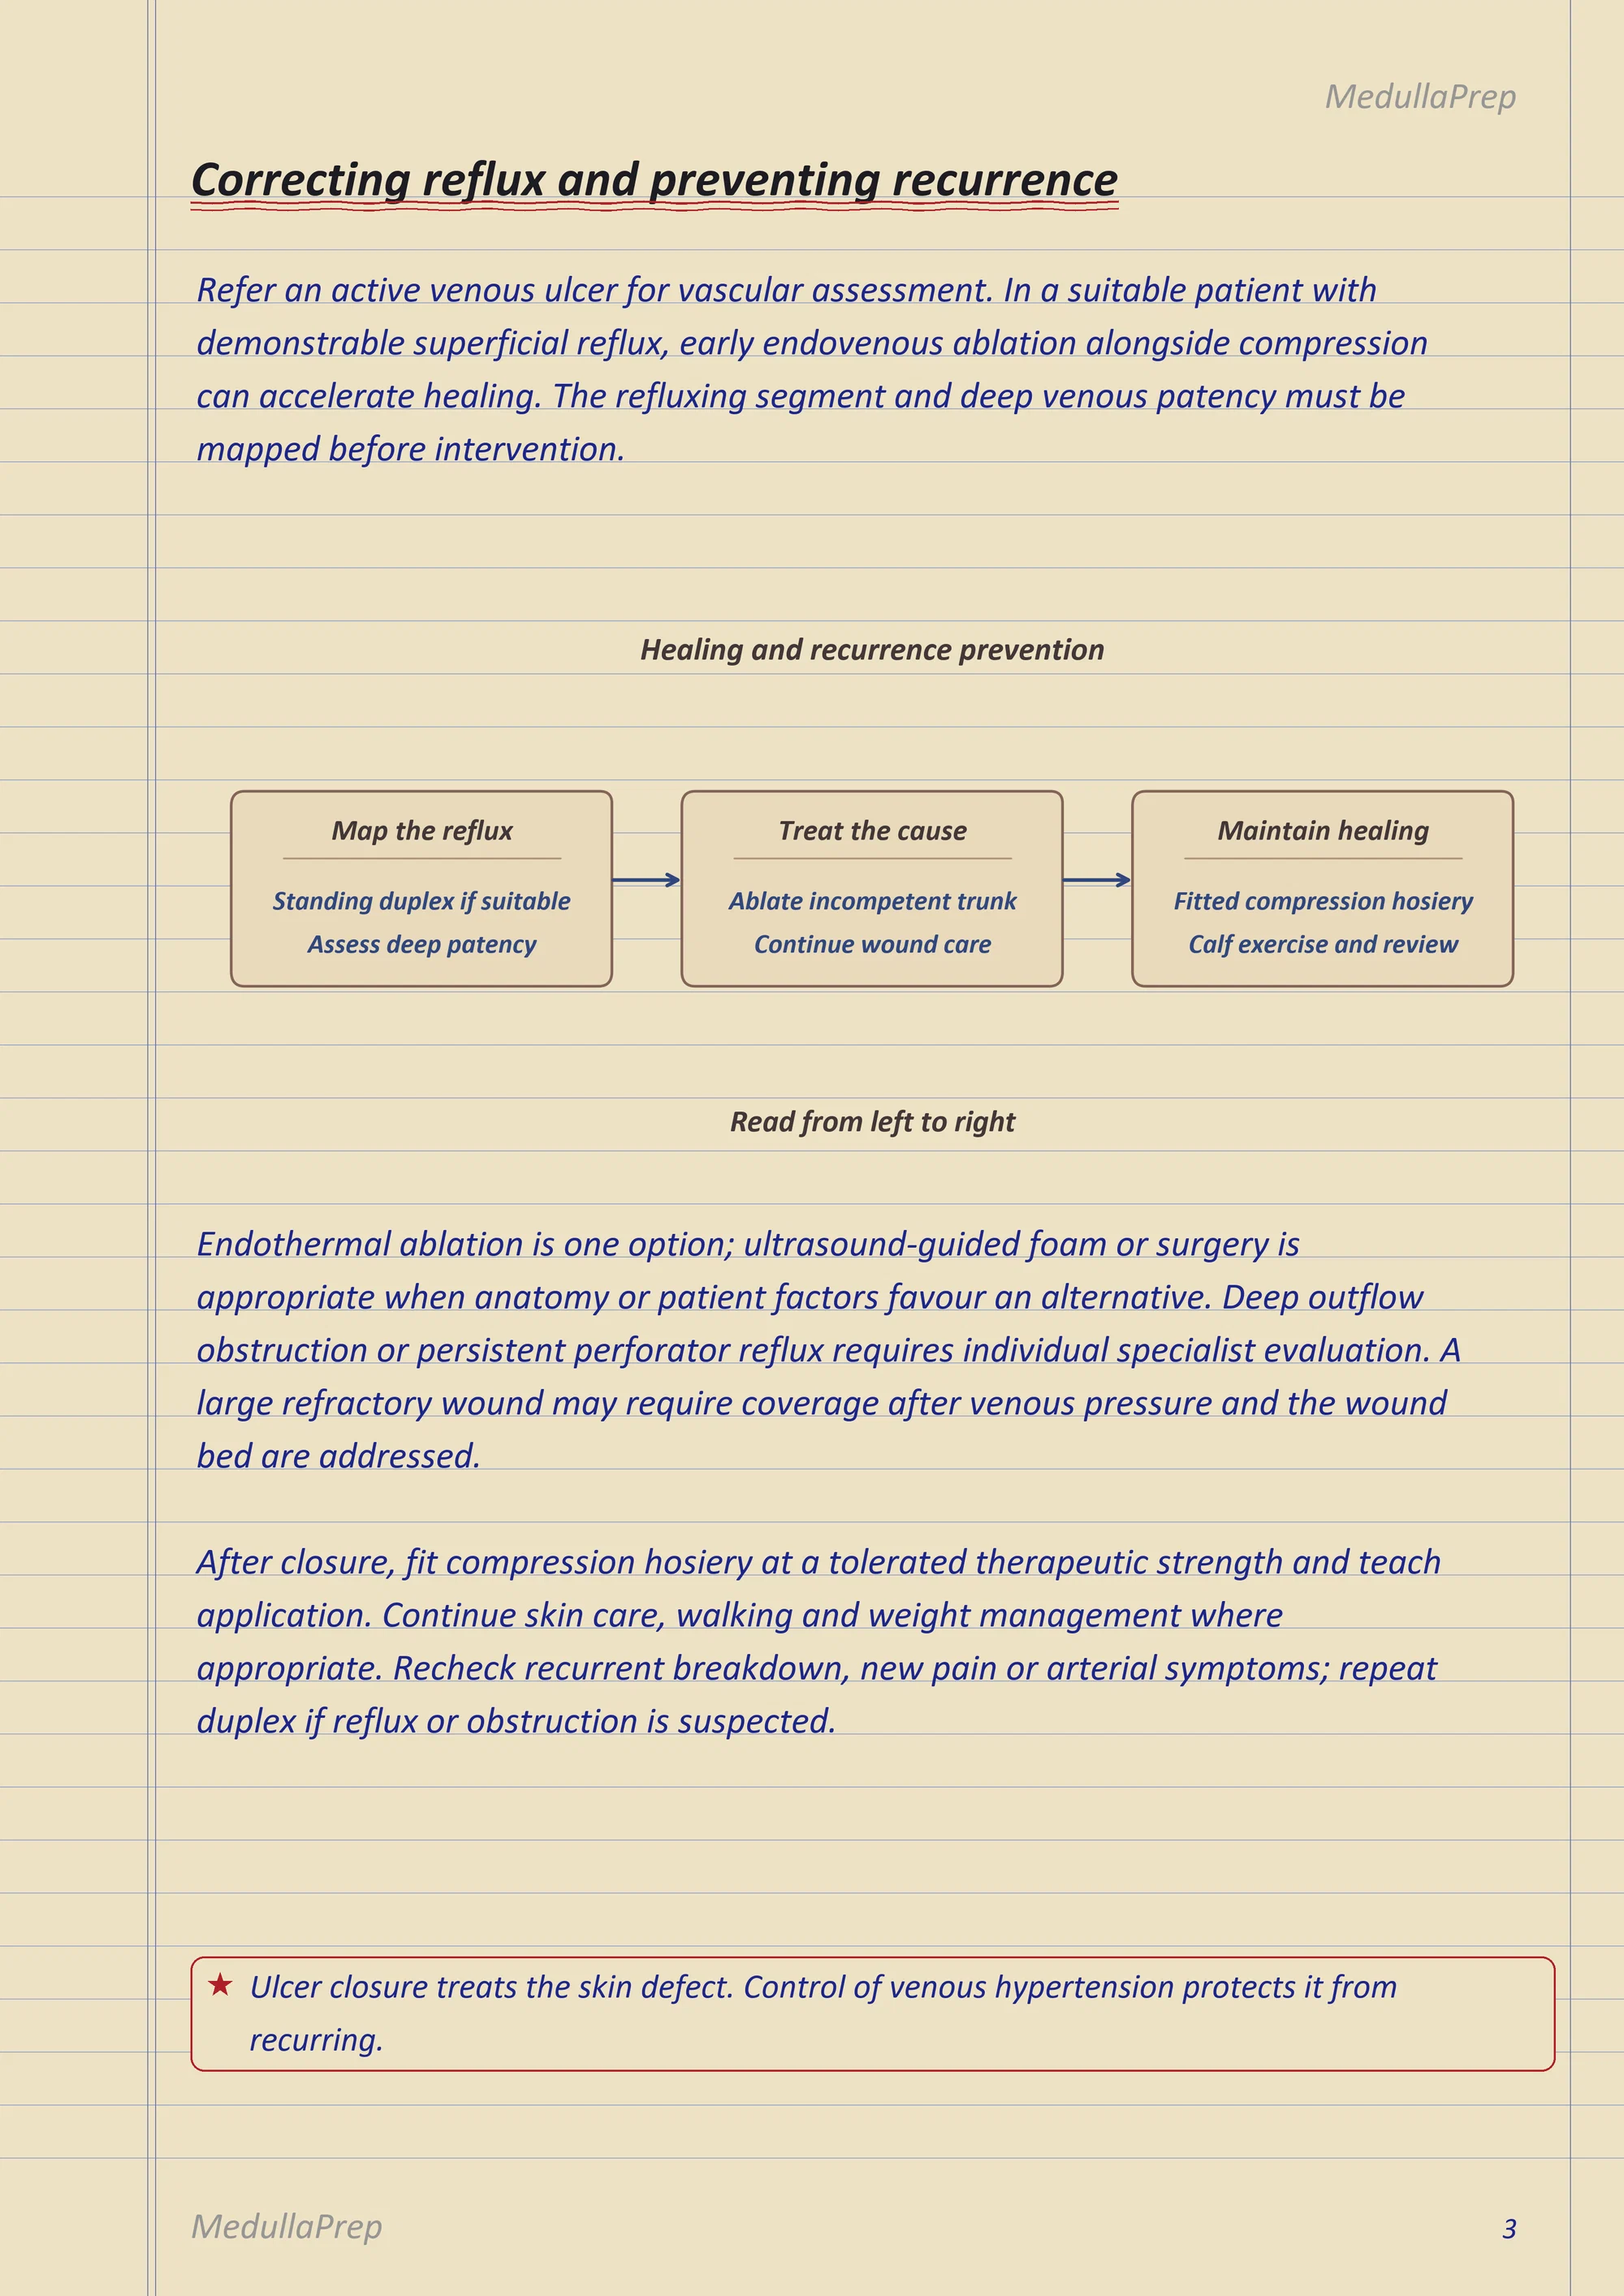 MedullaPrep
Correcting reflux and preventing recurrence
Refer an active venous ulcer for vascular assessment. In a suitable patient with
demonstrable superficial reflux, early endovenous ablation alongside compression
can accelerate healing. The refluxing segment and deep venous patency must be
mapped before intervention.
Healing and recurrence prevention
Map the reflux
Standing duplex if suitable
Assess deep patency
Treat the cause
Ablate incompetent trunk
Continue wound care
Maintain healing
Fitted compression hosiery
Calf exercise and review
Read from left to right
Endothermal ablation is one option; ultrasound-guided foam or surgery is
appropriate when anatomy or patient factors favour an alternative. Deep outflow
obstruction or persistent perforator reflux requires individual specialist evaluation. A
large refractory wound may require coverage after venous pressure and the wound
bed are addressed.
After closure, fit compression hosiery at a tolerated therapeutic strength and teach
application. Continue skin care, walking and weight management where
appropriate. Recheck recurrent breakdown, new pain or arterial symptoms; repeat
duplex if reflux or obstruction is suspected.
★ Ulcer closure treats the skin defect. Control of venous hypertension protects it from
recurring.
MedullaPrep
3